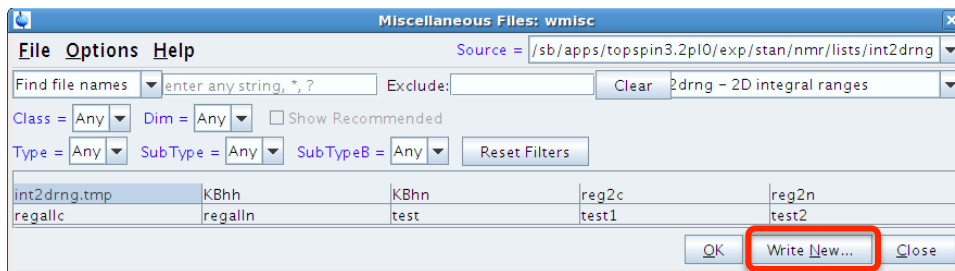 Miscellaneous Files: wmisc
File Options Help Source = /sb/apps/topspin3.2pl0/exp/stan/nmr/lists/int2drng
Find file names enter any string, *, ? Exclude: Clear 2drng – 2D integral ranges
Class = Any Dim = Any Show Recommended
Type = Any SubType = Any SubTypeB = Any Reset Filters
int2drng.tmp KBhh KBhn reg2c reg2n
regallc regalln test test1 test2
OK Write New... Close